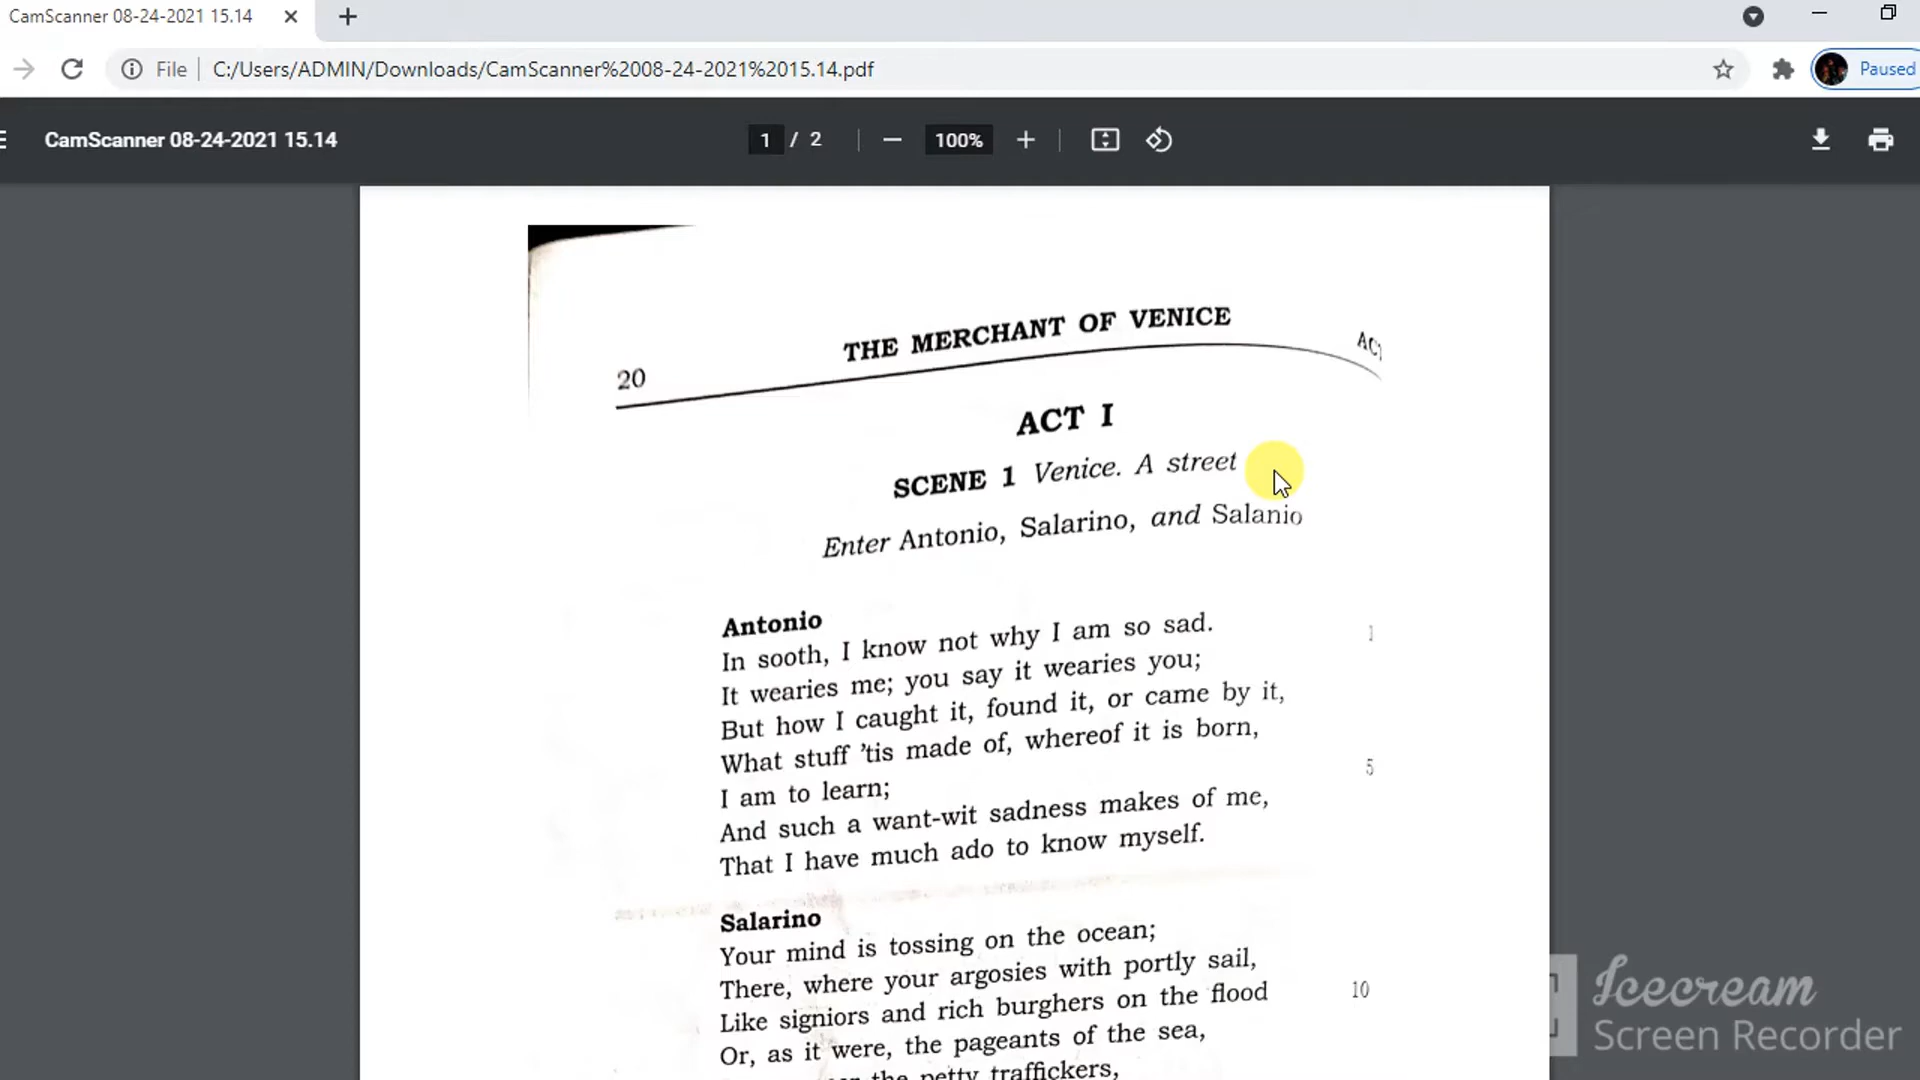 CamScanner 08-24-2021 15.14
File C:/Users/ADMIN/Downloads/CamScanner%2008-24-2021%2015.14.pdf
Paused
CamScanner 08-24-2021 15.14
1 / 2
100%
THE MERCHANT OF VENICE
20
ACT I
SCENE 1 Venice. A street
Enter Antonio, Salarino, and Salanio
Antonio
In sooth, I know not why I am so sad. 1
It wearies me; you say it wearies you;
But how I caught it, found it, or came by it,
What stuff 'tis made of, whereof it is born,
I am to learn; 5
And such a want-wit sadness makes of me,
That I have much ado to know myself.
Salarino
Your mind is tossing on the ocean;
There, where your argosies with portly sail,
Like signiors and rich burghers on the flood 10
Or, as it were, the pageants of the sea,
the petty traffickers,
Icecream
Screen Recorder